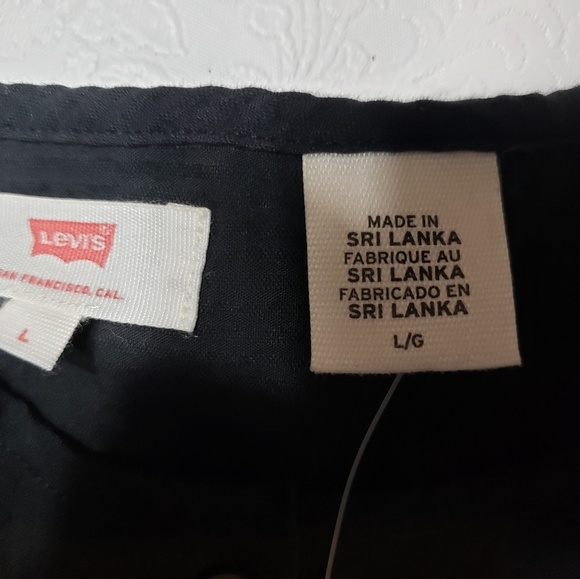 Levi's
SAN FRANCISCO, CAL.
L
MADE IN
SRI LANKA
FABRIQUE AU
SRI LANKA
FABRICADO EN
SRI LANKA
L/G